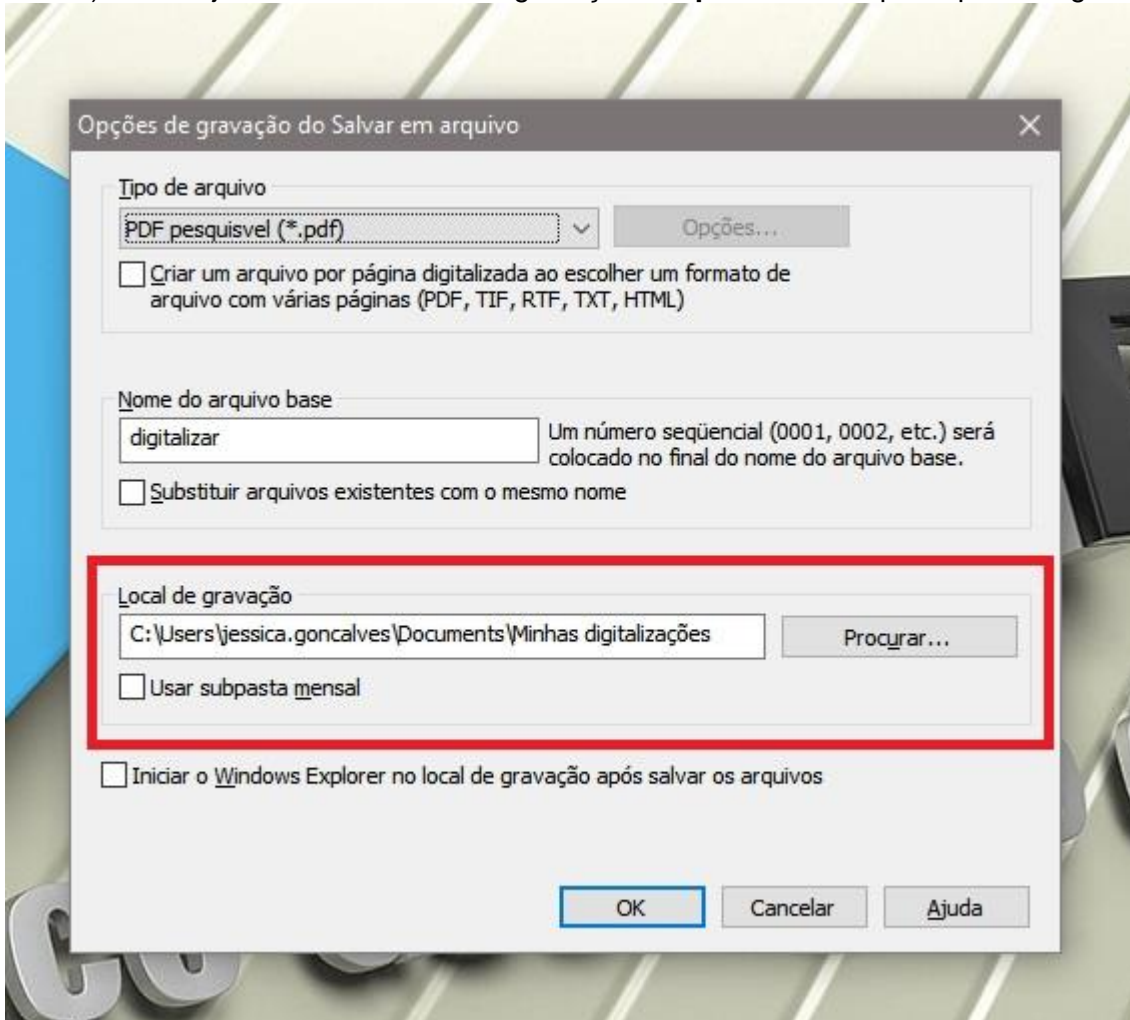 Opções de gravação do Salvar em arquivo
Tipo de arquivo
PDF pesquisvel (*.pdf)
Opções...
Criar um arquivo por página digitalizada ao escolher um formato de
arquivo com várias páginas (PDF, TIF, RTF, TXT, HTML)
Nome do arquivo base
digitalizar
Um número seqüencial (0001, 0002, etc.) será
colocado no final do nome do arquivo base.
Substituir arquivos existentes com o mesmo nome
Local de gravação
C:\Users\jessica.goncalves\Documents\Minhas digitalizações
Procurar...
Usar subpasta mensal
Iniciar o Windows Explorer no local de gravação após salvar os arquivos
OK
Cancelar
Ajuda